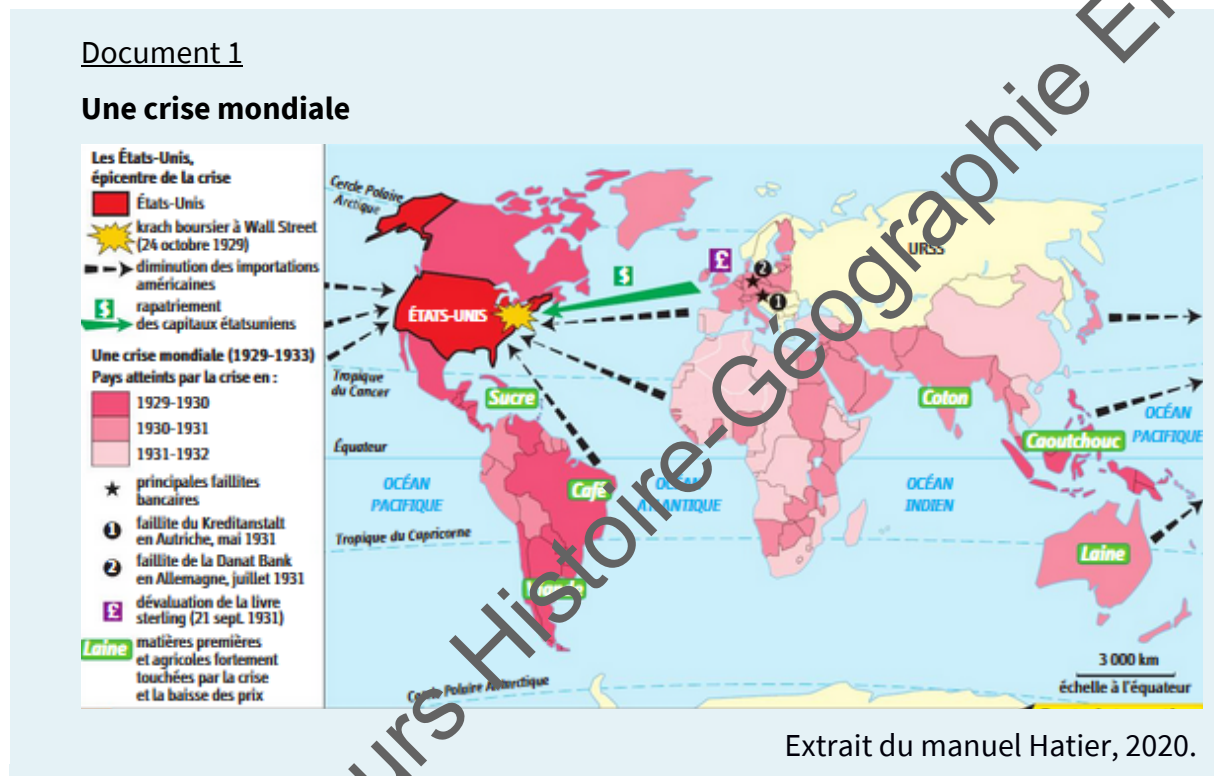 Document 1
Une crise mondiale
Les États-Unis,
épicentre de la crise
États-Unis
krach boursier à Wall Street
(24 octobre 1929)
diminution des importations
américaines
$
rapatriement
des capitaux étatsuniens
Une crise mondiale (1929-1933)
Pays atteints par la crise en :
1929-1930
1930-1931
1931-1932
principales faillites
bancaires
1
faillite du Kreditanstalt
en Autriche, mai 1931
2
faillite de la Danat Bank
en Allemagne, juillet 1931
£
dévaluation de la livre
sterling (21 sept. 1931)
Laine
matières premières
et agricoles fortement
touchées par la crise
et la baisse des prix
Cercle Polaire
Arctique
URSS
£
$
2
1
ÉTATS-UNIS
Tropique
du Cancer
Sucre
Coton
OCÉAN
PACIFIQUE
Caoutchouc
Équateur
OCÉAN
PACIFIQUE
Café
OCÉAN
ATLANTIQUE
OCÉAN
INDIEN
Tropique du Capricorne
Laine
3 000 km
échelle à l'équateur
Cercle Polaire Antarctique
Extrait du manuel Hatier, 2020.
Histoire-Géographie